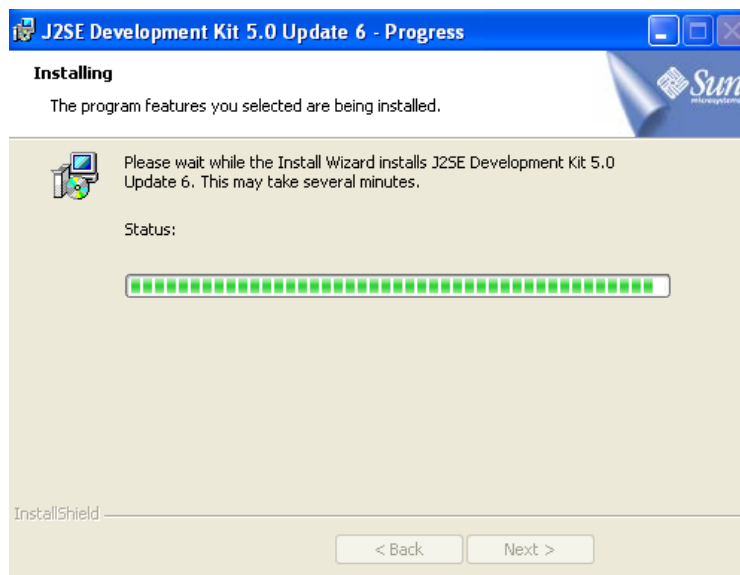 J2SE Development Kit 5.0 Update 6 - Progress
Installing
The program features you selected are being installed.
Sun
microsystems
Please wait while the Install Wizard installs J2SE Development Kit 5.0
Update 6. This may take several minutes.
Status:
InstallShield
< Back
Next >